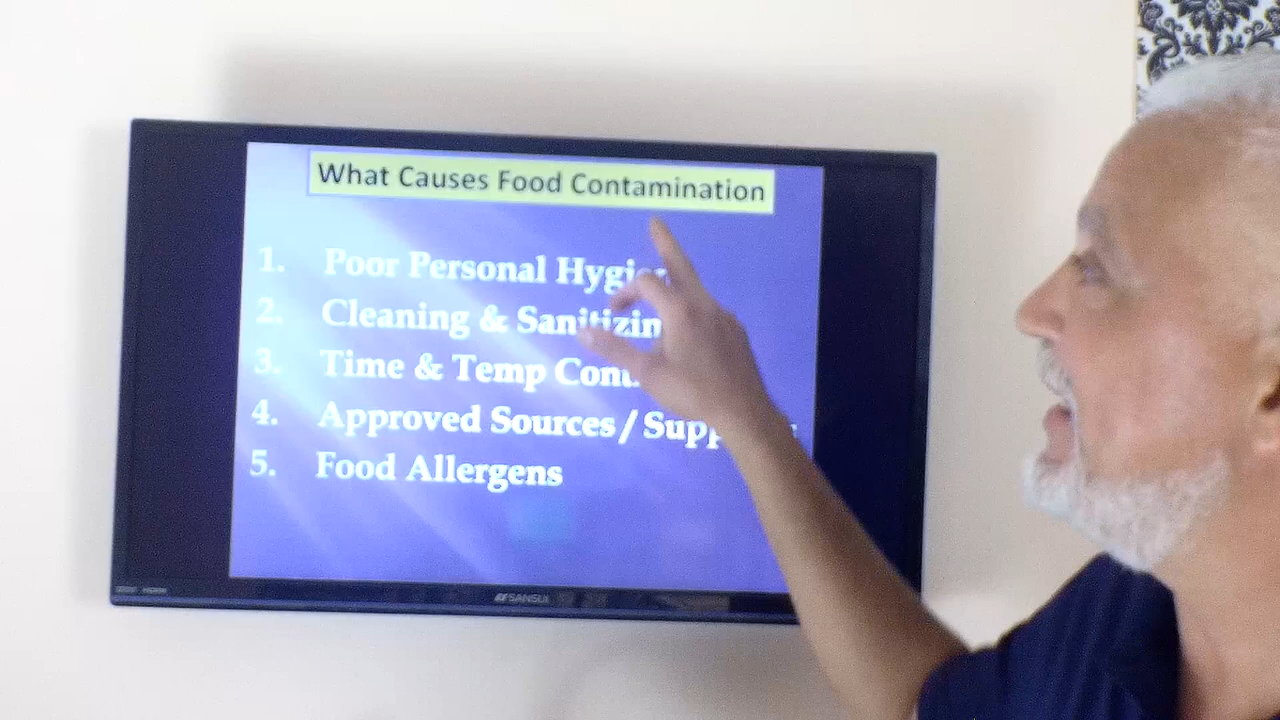 What Causes Food Contamination
1. Poor Personal
2. Cleaning & Sanitizin
3. Time & Temp
4. Approved Sources /
5. Food Allergens
SANSUI